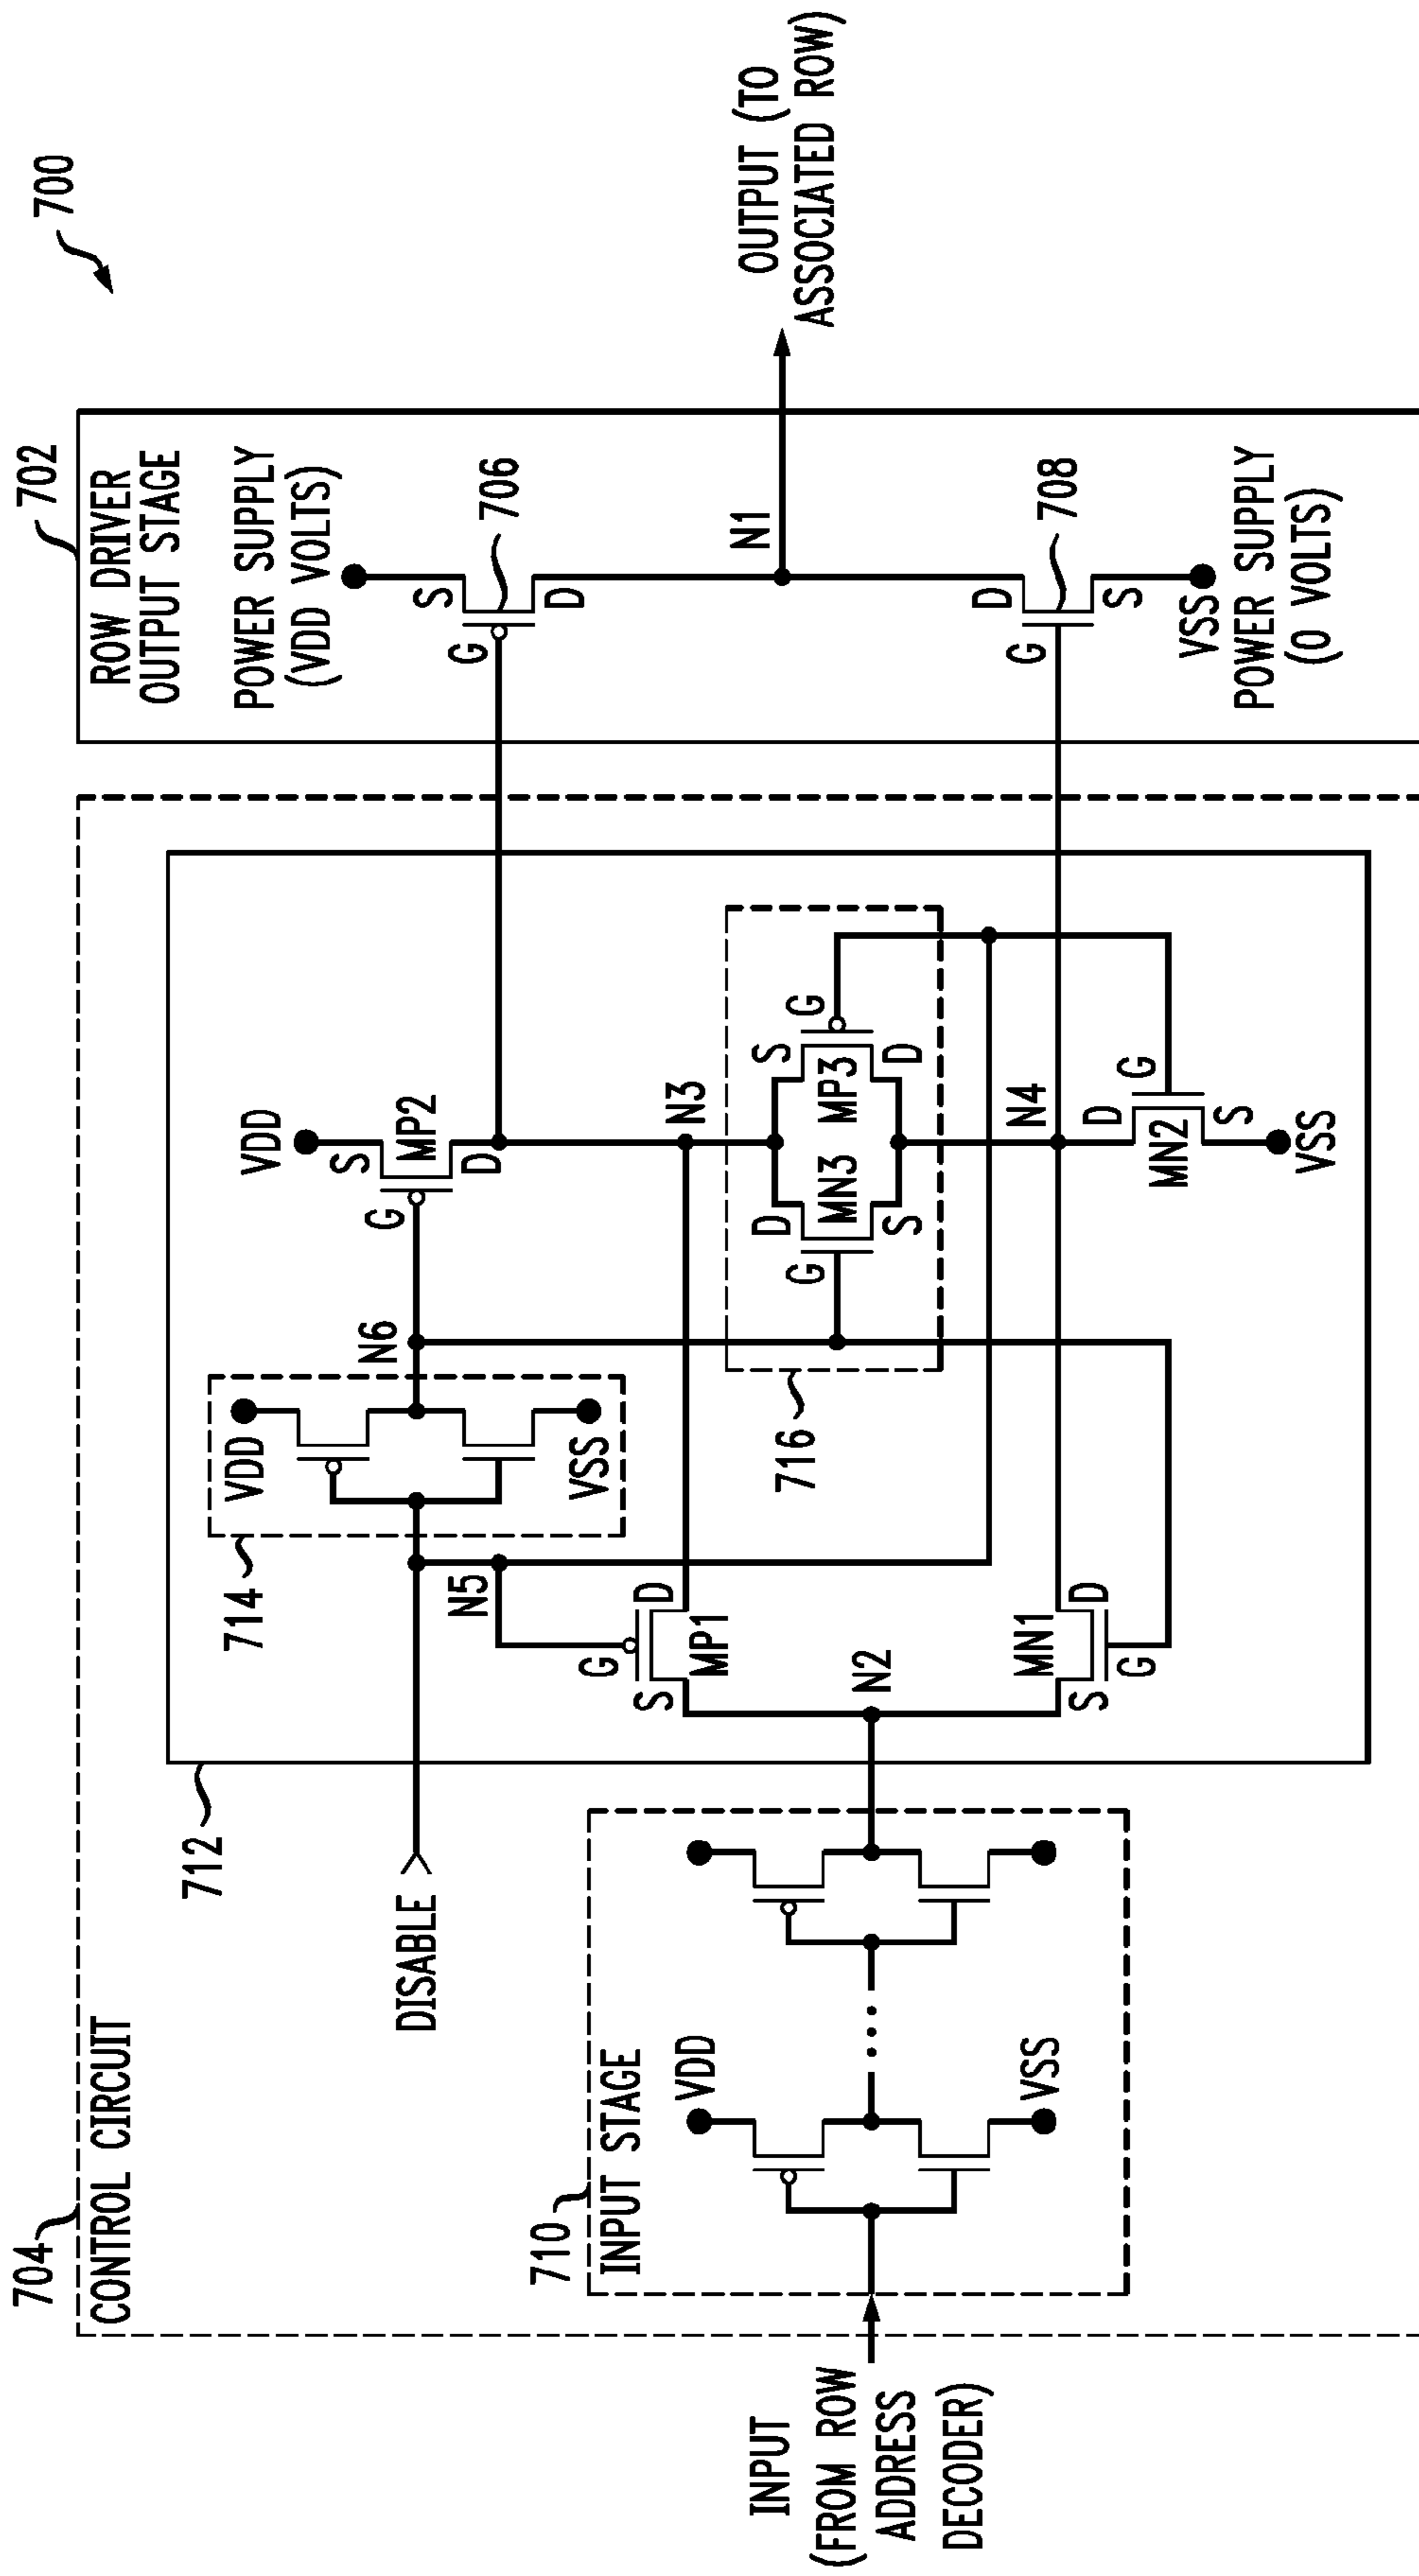 700
702
ROW DRIVER
OUTPUT STAGE
POWER SUPPLY
(VDD VOLTS)
S
G
D
706
N1
OUTPUT (TO
ASSOCIATED ROW)
D
G
S
708
VSS
POWER SUPPLY
(0 VOLTS)
704
CONTROL CIRCUIT
712
DISABLE
714
VDD
VSS
N6
N5
VDD
S
G
MP2
D
N3
G
S
D
MP1
N2
MN1
S
D
G
716
D
G
MN3
S
S
G
MP3
D
N4
D
G
MN2
S
VSS
710
INPUT STAGE
VDD
VSS
INPUT
(FROM ROW
ADDRESS
DECODER)